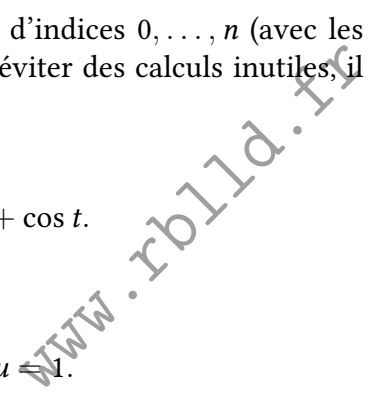 d'indices 0, . . . , n (avec les
éviter des calculs inutiles, il
+ cos t.
u = 1.
www.rblld.fr